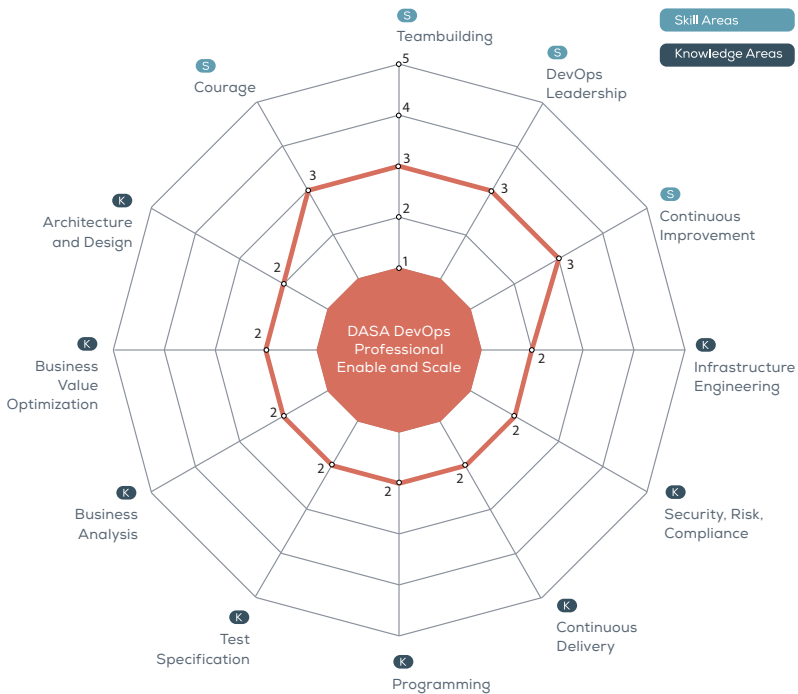 S
Teambuilding
Skill Areas
Knowledge Areas
S
DevOps
Leadership
S
Courage
5
4
3
2
1
3
3
3
2
2
2
2
2
2
2
2
2
K
Architecture
and Design
S
Continuous
Improvement
DASA DevOps
Professional
Enable and Scale
K
Business
Value
Optimization
K
Infrastructure
Engineering
K
Business
Analysis
K
Security, Risk,
Compliance
K
Test
Specification
K
Continuous
Delivery
K
Programming